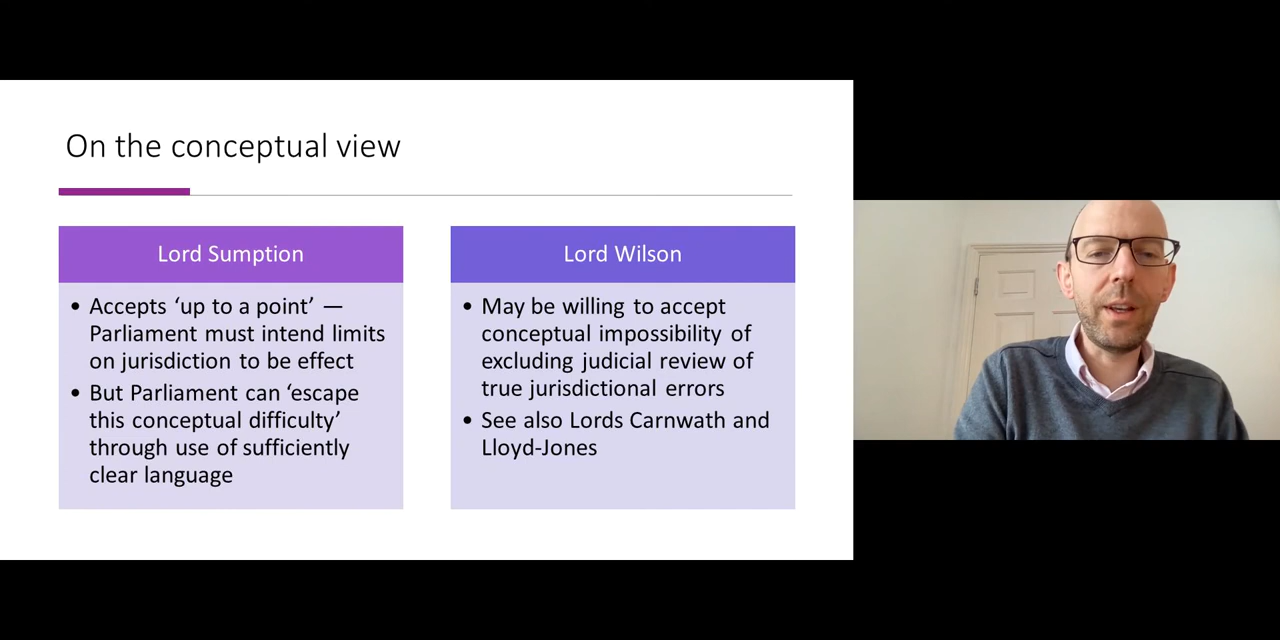 On the conceptual view
Lord Sumption
• Accepts ‘up to a point’ —
Parliament must intend limits
on jurisdiction to be effect
• But Parliament can ‘escape
this conceptual difficulty’
through use of sufficiently
clear language
Lord Wilson
• May be willing to accept
conceptual impossibility of
excluding judicial review of
true jurisdictional errors
• See also Lords Carnwath and
Lloyd-Jones